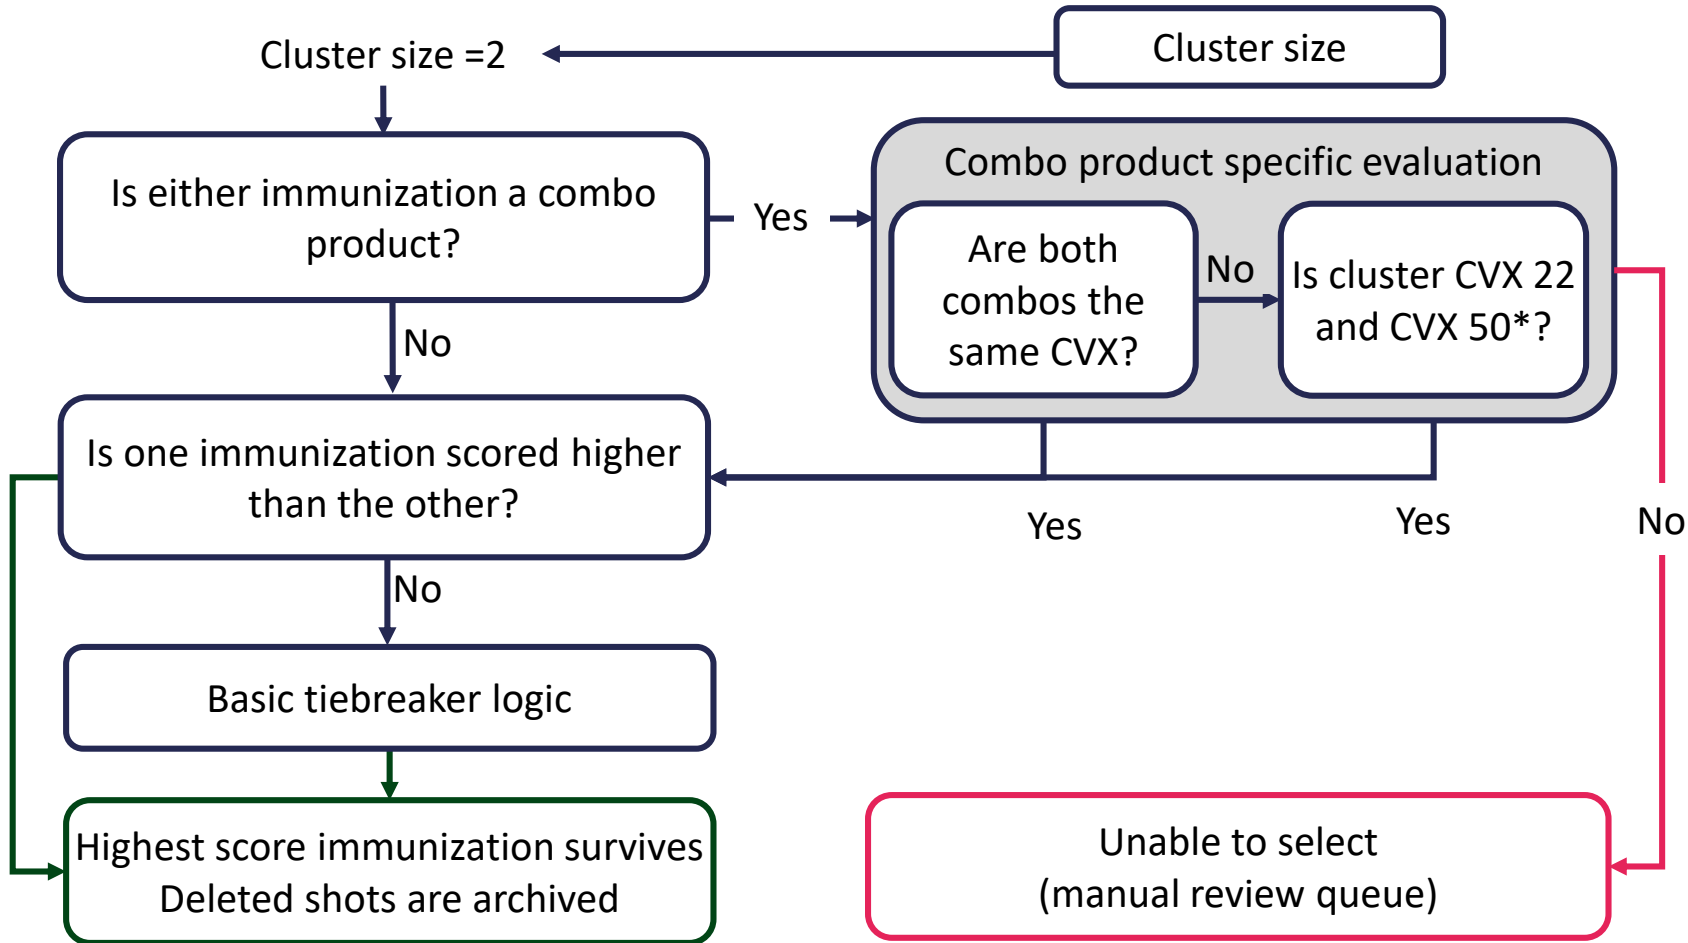 Cluster size
Cluster size =2
Is either immunization a combo
product?
Yes
Combo product specific evaluation
Are both
combos the
same CVX?
No
Is cluster CVX 22
and CVX 50*?
No
Is one immunization scored higher
than the other?
Yes
Yes
No
No
Basic tiebreaker logic
Highest score immunization survives
Deleted shots are archived
Unable to select
(manual review queue)